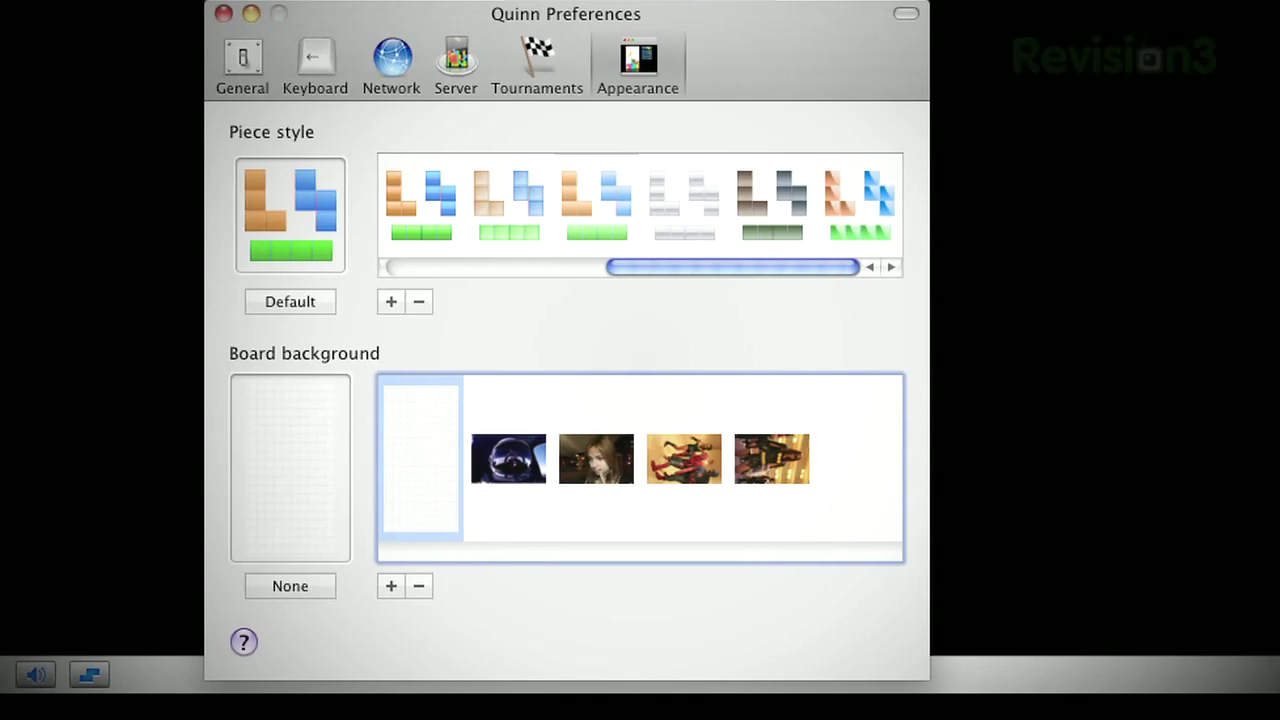 Quinn Preferences
Revision3
General Keyboard Network Server Tournaments Appearance
Piece style
Default
+ −
Board background
None
+ −
?